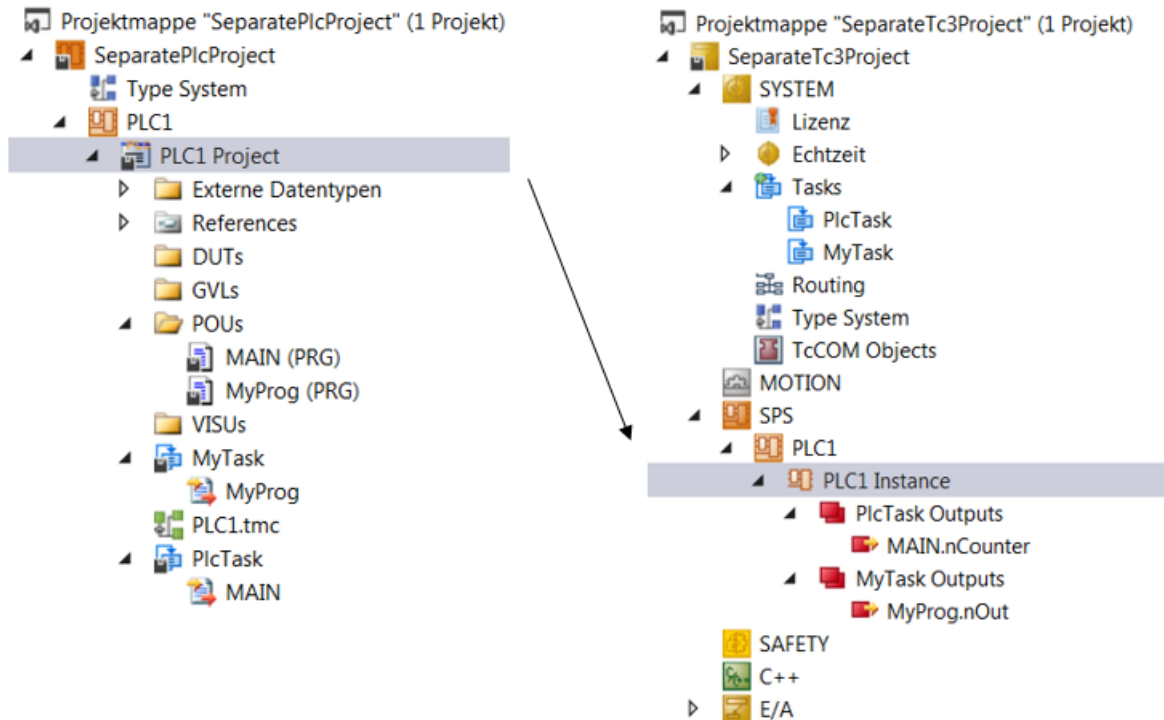 Projektmappe "SeparatePlcProject" (1 Projekt)
SeparatePlcProject
Type System
PLC1
PLC1 Project
Externe Datentypen
References
DUTs
GVLs
POUs
MAIN (PRG)
MyProg (PRG)
VISUs
MyTask
MyProg
PLC1.tmc
PlcTask
MAIN
Projektmappe "SeparateTc3Project" (1 Projekt)
SeparateTc3Project
SYSTEM
Lizenz
Echtzeit
Tasks
PlcTask
MyTask
Routing
Type System
TcCOM Objects
MOTION
SPS
PLC1
PLC1 Instance
PlcTask Outputs
MAIN.nCounter
MyTask Outputs
MyProg.nOut
SAFETY
C++
E/A